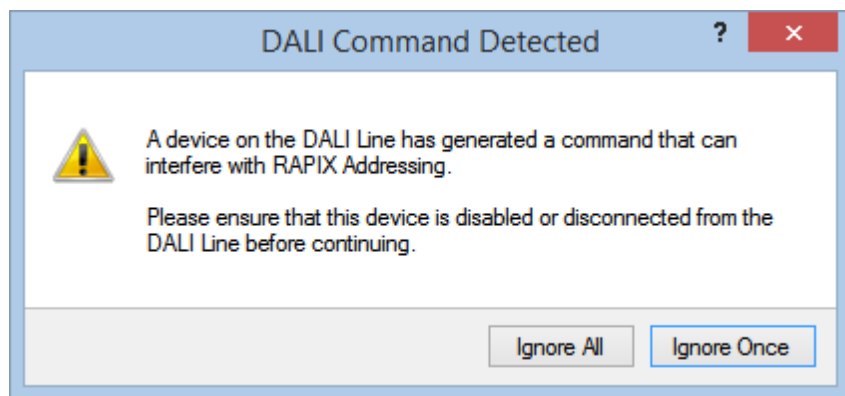 DALI Command Detected
?
×
A device on the DALI Line has generated a command that can
interfere with RAPIX Addressing.
Please ensure that this device is disabled or disconnected from the
DALI Line before continuing.
Ignore All
Ignore Once